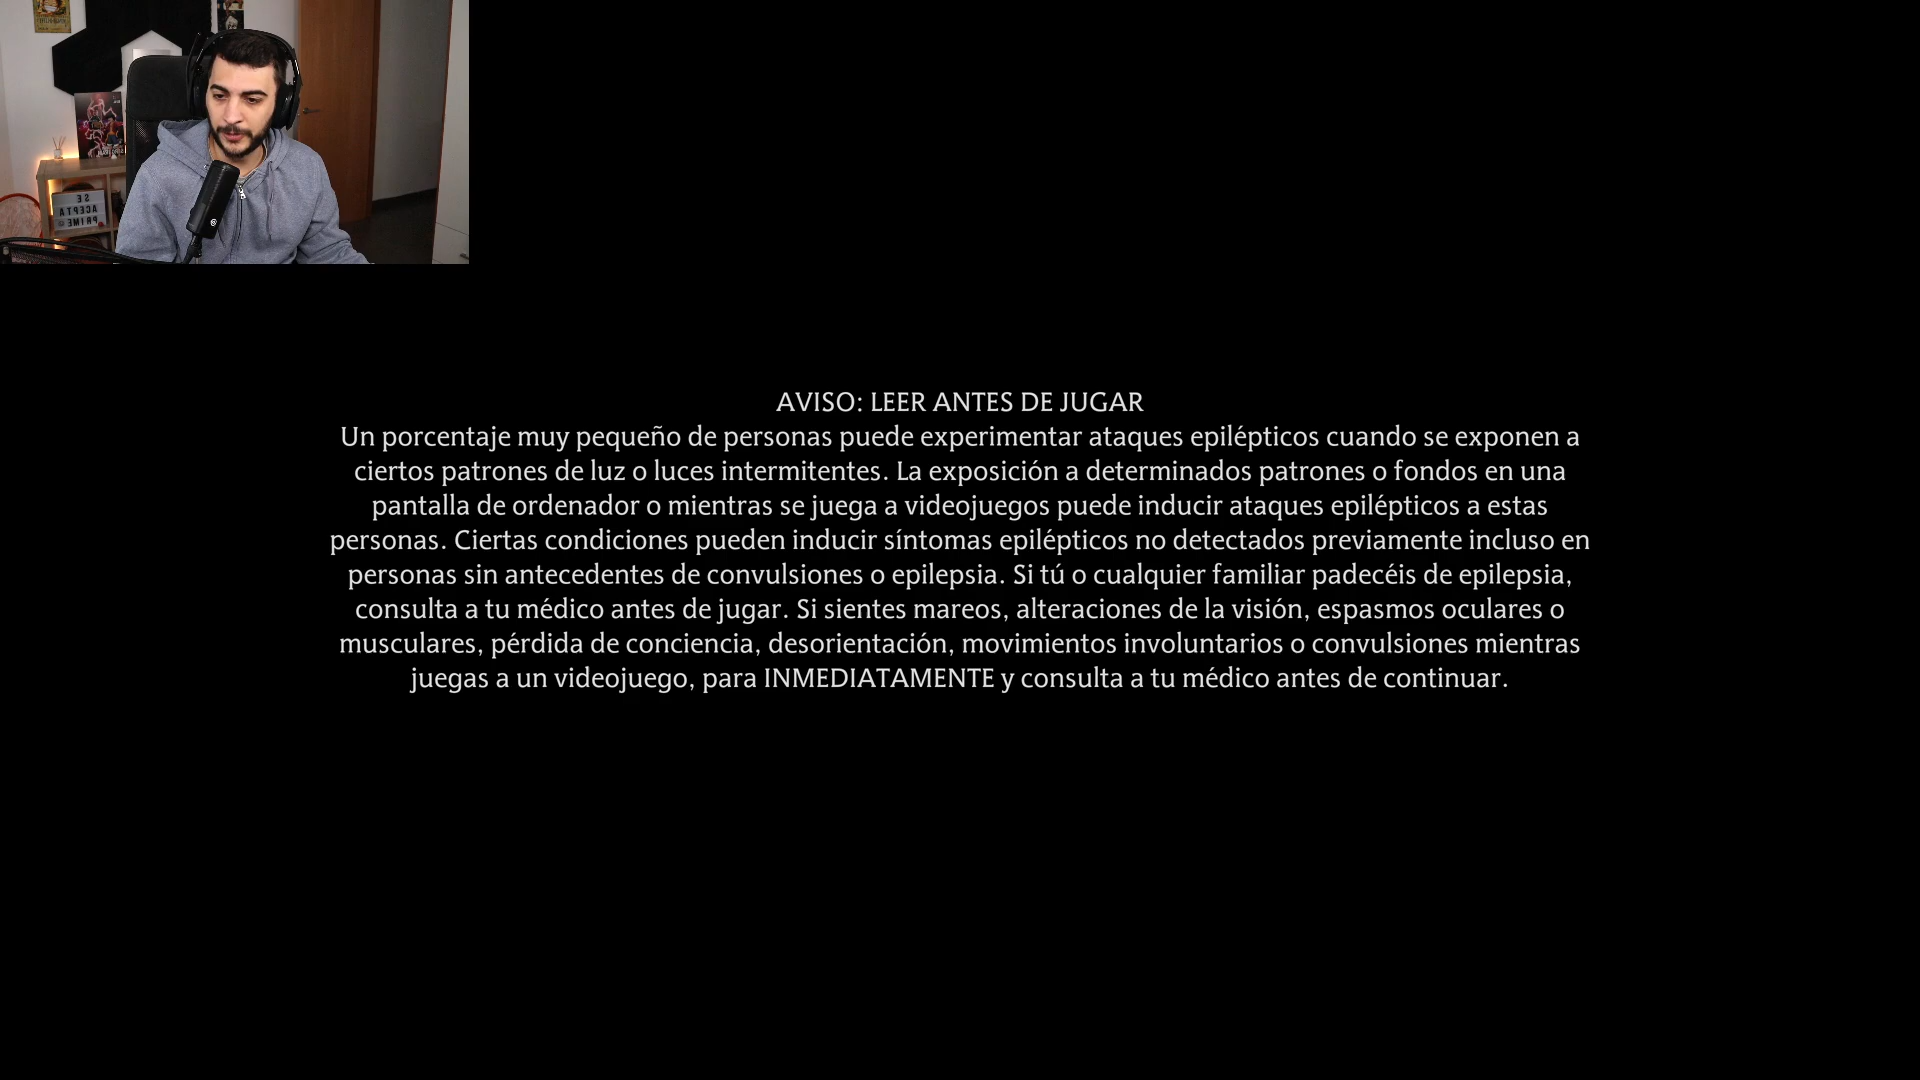 SE
ACEPTA
PRIME
AVISO: LEER ANTES DE JUGAR
Un porcentaje muy pequeño de personas puede experimentar ataques epilépticos cuando se exponen a
ciertos patrones de luz o luces intermitentes. La exposición a determinados patrones o fondos en una
pantalla de ordenador o mientras se juega a videojuegos puede inducir ataques epilépticos a estas
personas. Ciertas condiciones pueden inducir síntomas epilépticos no detectados previamente incluso en
personas sin antecedentes de convulsiones o epilepsia. Si tú o cualquier familiar padecéis de epilepsia,
consulta a tu médico antes de jugar. Si sientes mareos, alteraciones de la visión, espasmos oculares o
musculares, pérdida de conciencia, desorientación, movimientos involuntarios o convulsiones mientras
juegas a un videojuego, para INMEDIATAMENTE y consulta a tu médico antes de continuar.